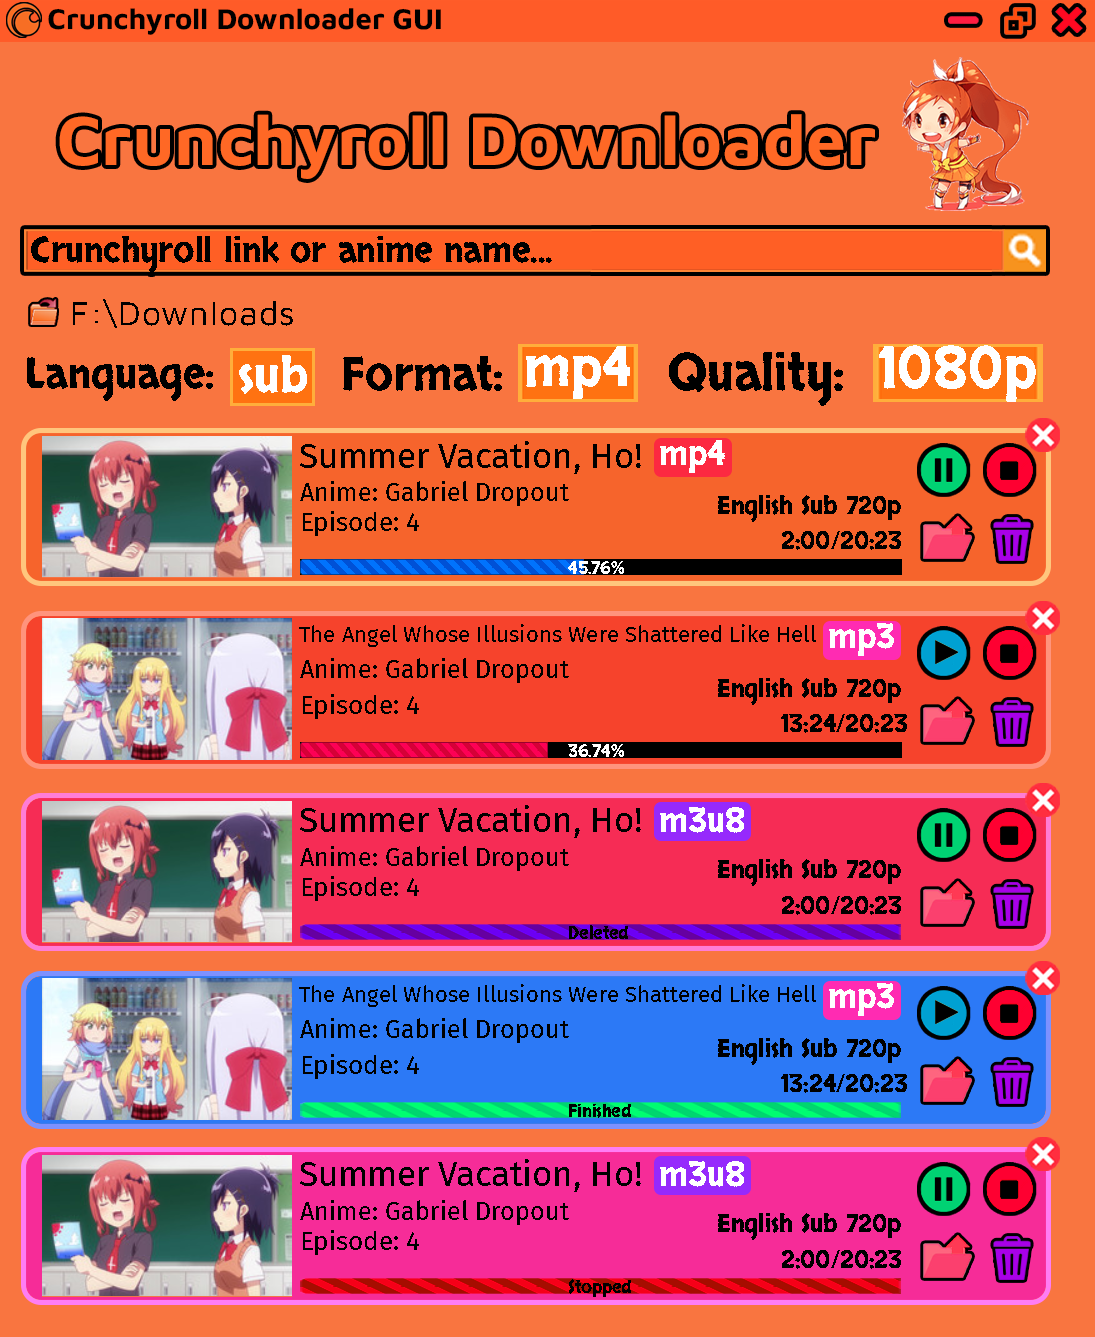 Crunchyroll Downloader GUI
Crunchyroll Downloader
Crunchyroll link or anime name...
F:\Downloads
Language: sub Format: mp4 Quality: 1080p
Summer Vacation, Ho! mp4
Anime: Gabriel Dropout
English Sub 720p
Episode: 4
2:00/20:23
45.76%
The Angel Whose Illusions Were Shattered Like Hell mp3
Anime: Gabriel Dropout
English Sub 720p
Episode: 4
13:24/20:23
36.74%
Summer Vacation, Ho! m3u8
Anime: Gabriel Dropout
English Sub 720p
Episode: 4
2:00/20:23
Deleted
The Angel Whose Illusions Were Shattered Like Hell mp3
Anime: Gabriel Dropout
English Sub 720p
Episode: 4
13:24/20:23
Finished
Summer Vacation, Ho! m3u8
Anime: Gabriel Dropout
English Sub 720p
Episode: 4
2:00/20:23
Stopped